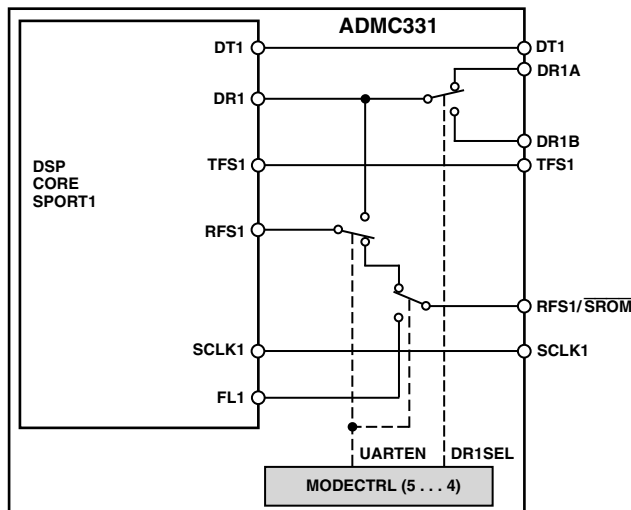 ADMC331
DT1
DT1
DR1A
DR1
DR1B
DSP
CORE
SPORT1
TFS1
TFS1
RFS1
RFS1/SROM
SCLK1
SCLK1
FL1
UARTEN
DR1SEL
MODECTRL (5 . . . 4)